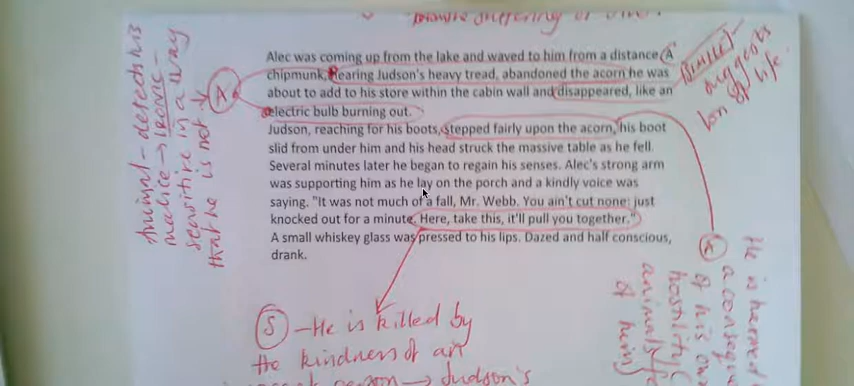 Alec was coming up from the lake and waved to him from a distance. A
chipmunk, hearing Judson's heavy tread, abandoned the acorn he was
about to add to his store within the cabin wall and disappeared, like an
electric bulb burning out.
Judson, reaching for his boots, stepped fairly upon the acorn, his boot
slid from under him and his head struck the massive table as he fell.
Several minutes later he began to regain his senses. Alec's strong arm
was supporting him as he lay on the porch and a kindly voice was
saying. "It was not much of a fall, Mr. Webb. You ain't cut none: just
knocked out for a minute. Here, take this, it'll pull you together."
A small whiskey glass was pressed to his lips. Dazed and half conscious,
drank.
Animal - detects his
malice → ironic -
sensitive in a way
that he is not
7
SIMILE -
suggests
loss of life.
He is harmed
a conseq
of his own
hostility
animals
of them
5 - He is killed by
the kindness of an
person → Judson's